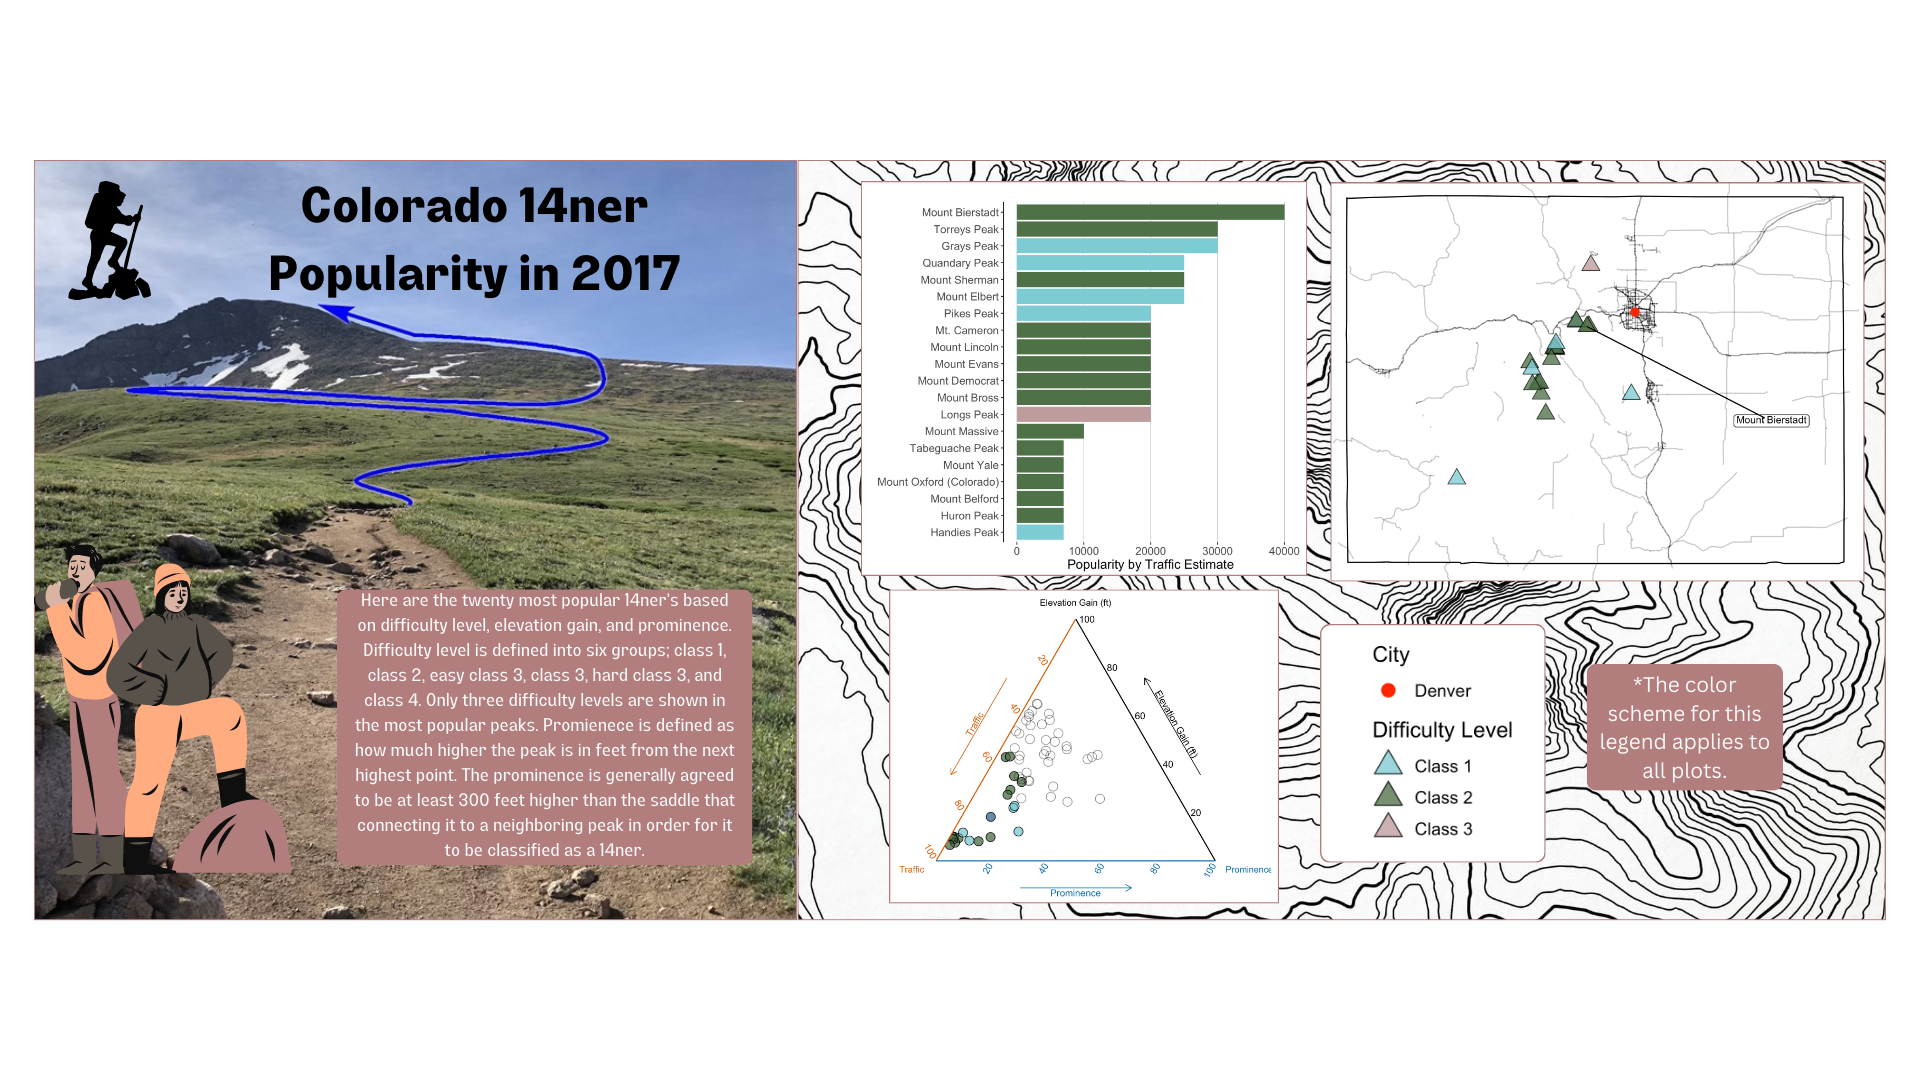 Colorado 14ner
Popularity in 2017
Here are the twenty most popular 14ner's based
on difficulty level, elevation gain, and prominence.
Difficulty level is defined into six groups; class 1,
class 2, easy class 3, class 3, hard class 3, and
class 4. Only three difficulty levels are shown in
the most popular peaks. Promienece is defined as
how much higher the peak is in feet from the next
highest point. The prominence is generally agreed
to be at least 300 feet higher than the saddle that
connecting it to a neighboring peak in order for it
to be classified as a 14ner.
Mount Bierstadt
Torreys Peak
Grays Peak
Quandary Peak
Mount Sherman
Mount Elbert
Pikes Peak
Mt. Cameron
Mount Lincoln
Mount Evans
Mount Democrat
Mount Bross
Longs Peak
Mount Massive
Tabeguache Peak
Mount Yale
Mount Oxford (Colorado)
Mount Belford
Huron Peak
Handies Peak
0 10000 20000 30000 40000
Popularity by Traffic Estimate
Mount Bierstadt
Elevation Gain (ft)
100
80
60
40
20
Elevation Gain (ft)
20
40
60
80
100
Traffic
Traffic
20 40 60 80 100
Prominence
Prominence
City
Denver
Difficulty Level
Class 1
Class 2
Class 3
*The color
scheme for this
legend applies to
all plots.